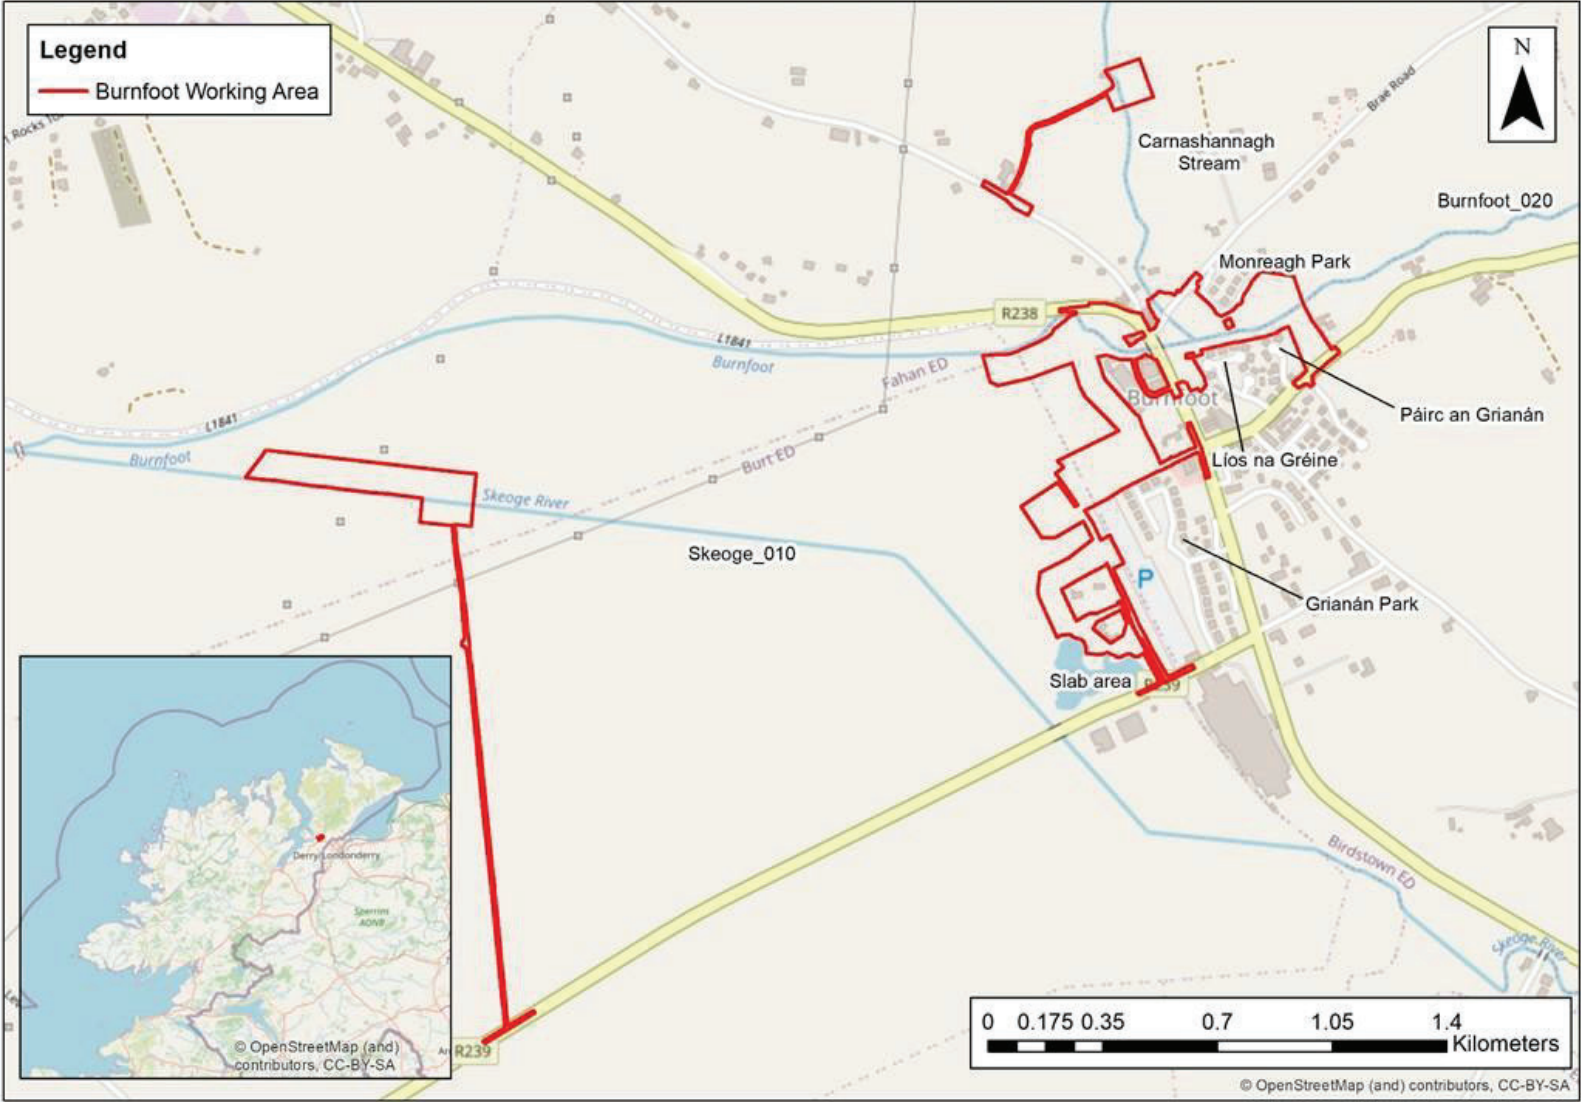 Legend
Burnfoot Working Area
N
Brae Road
Carnashannagh
Stream
Burnfoot_020
Monreagh Park
R238
L1841
Burnfoot
Fahan ED
Burnfoot
Páirc an Grianán
L1841
Burnfoot
Burt ED
Líos na Gréine
Skeoge River
Skeoge_010
P
Grianán Park
Slab area
R239
Birdstown ED
Skeoge River
Derry/Londonderry
Sperrins
AONB
© OpenStreetMap (and)
contributors, CC-BY-SA
R239
0 0.175 0.35 0.7 1.05 1.4
Kilometers
© OpenStreetMap (and) contributors, CC-BY-SA